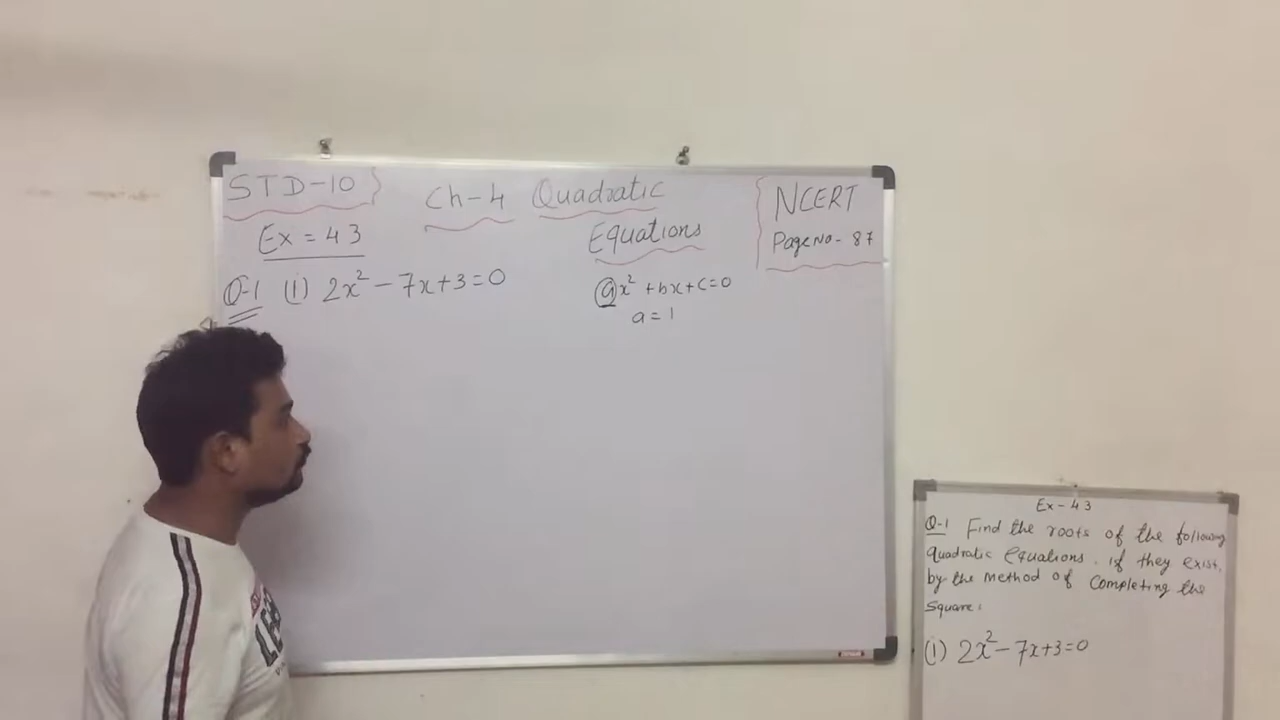 STD-10
Ch-4 Quadratic
Equations
NCERT
Page No- 87
Ex = 4 3
Q-1 (i) 2x² - 7x+3=0
ax² + bx+c=0
a = 1
Ex-4 3
Q-1 Find the roots of the following
quadratic equations. if they exist,
by the method of completing the
square:
(i) 2x² - 7x+3=0